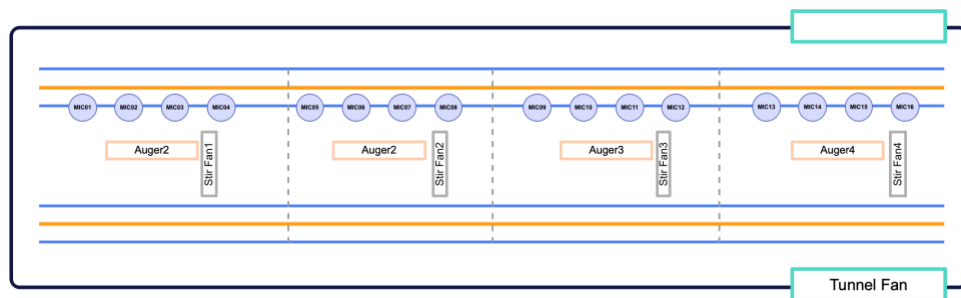 MIC01 MIC02 MIC03 MIC04 MIC05 MIC06 MIC07 MIC08 MIC09 MIC10 MIC11 MIC12 MIC13 MIC14 MIC15 MIC16
Auger2
Stir Fan1
Auger2
Stir Fan2
Auger3
Stir Fan3
Auger4
Stir Fan4
Tunnel Fan